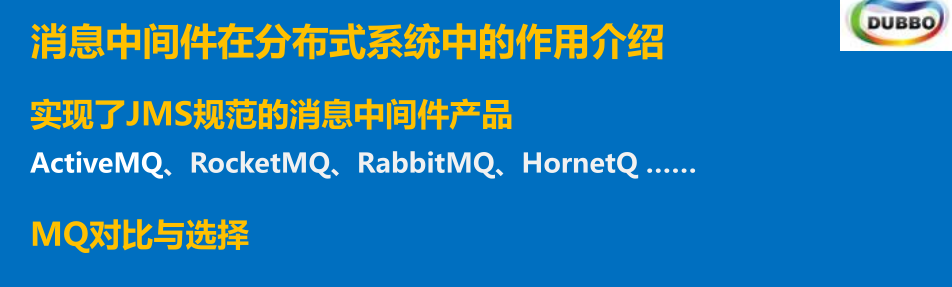 消息中间件在分布式系统中的作用介绍
DUBBO
实现了JMS规范的消息中间件产品
ActiveMQ、RocketMQ、RabbitMQ、HornetQ ……
MQ对比与选择